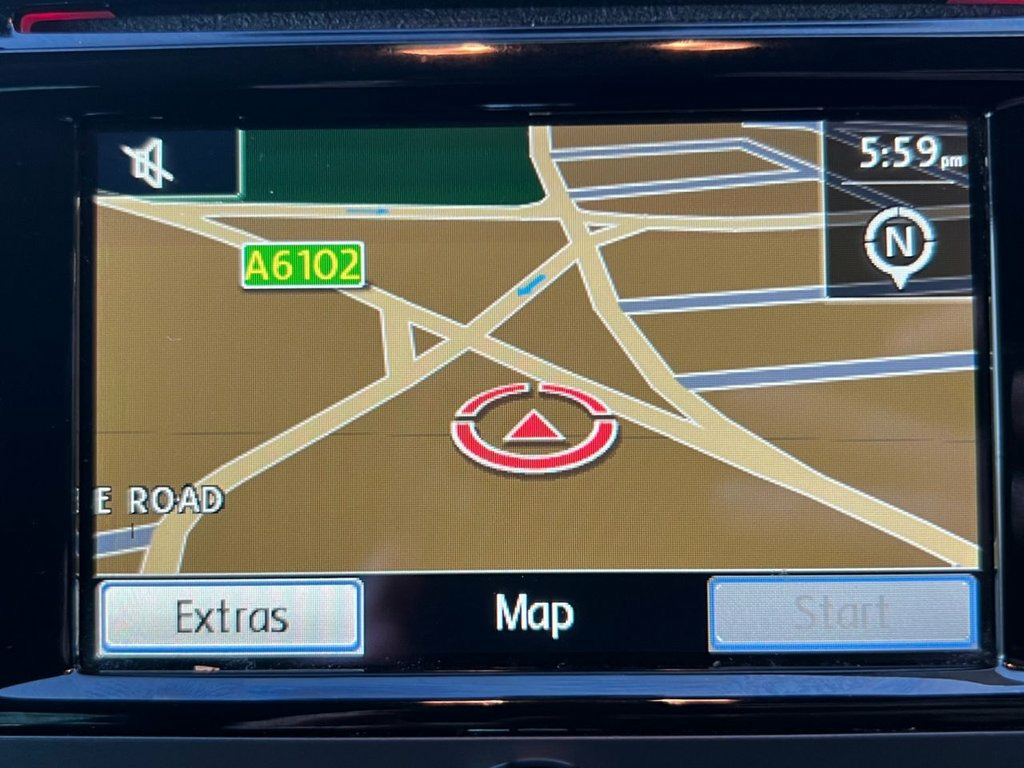 5:59pm
N
A6102
E ROAD
Extras
Map
Start